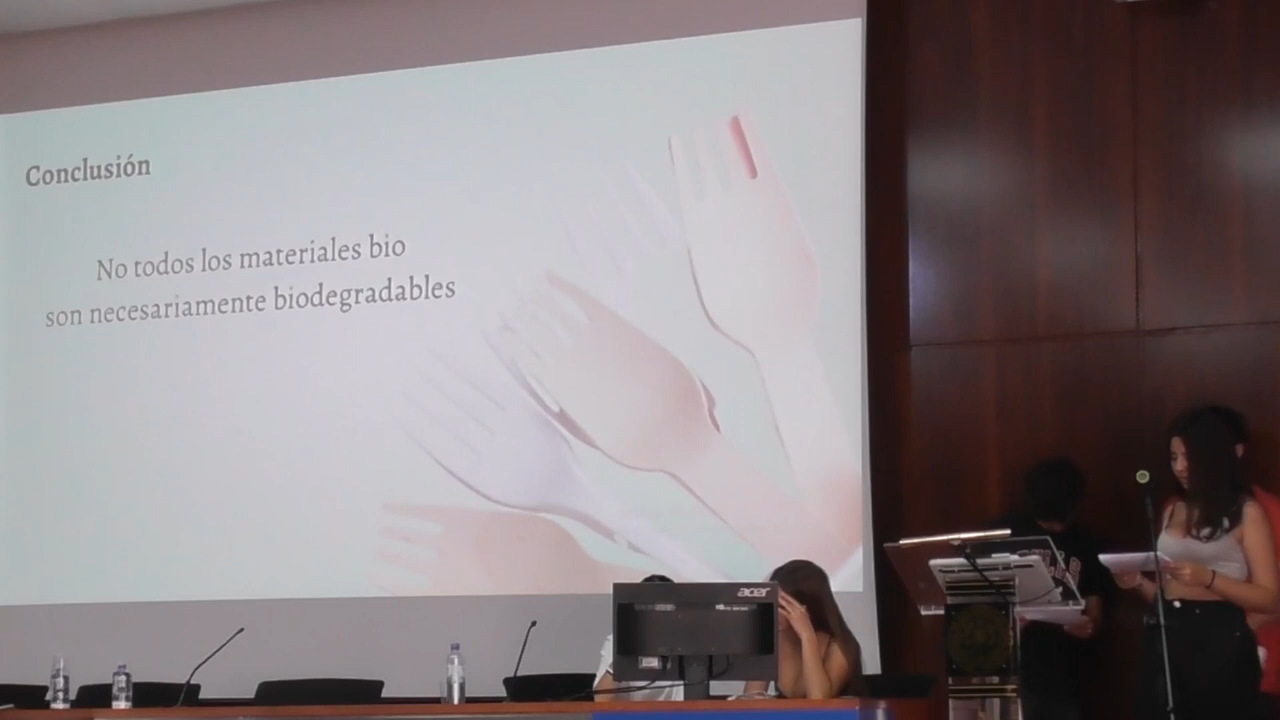 Conclusión
No todos los materiales bio
son necesariamente biodegradables
acer